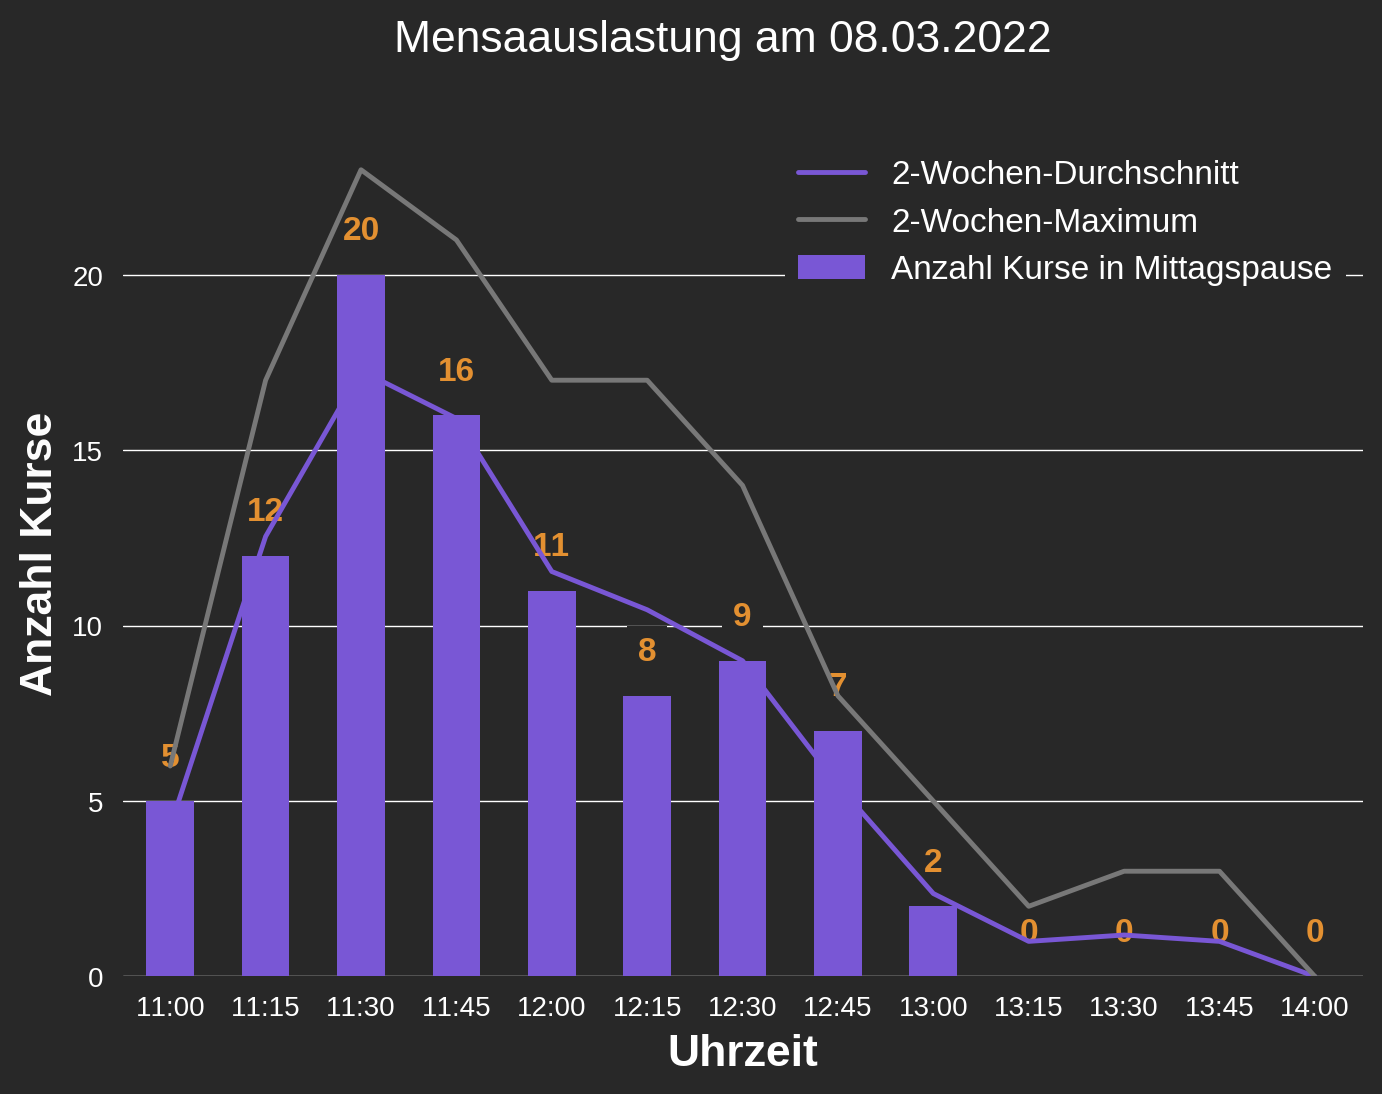 Mensaauslastung am 08.03.2022
2-Wochen-Durchschnitt
2-Wochen-Maximum
Anzahl Kurse in Mittagspause
Anzahl Kurse
20
15
10
5
0
5
12
20
16
11
8
9
7
2
0
0
0
0
11:00 11:15 11:30 11:45 12:00 12:15 12:30 12:45 13:00 13:15 13:30 13:45 14:00
Uhrzeit